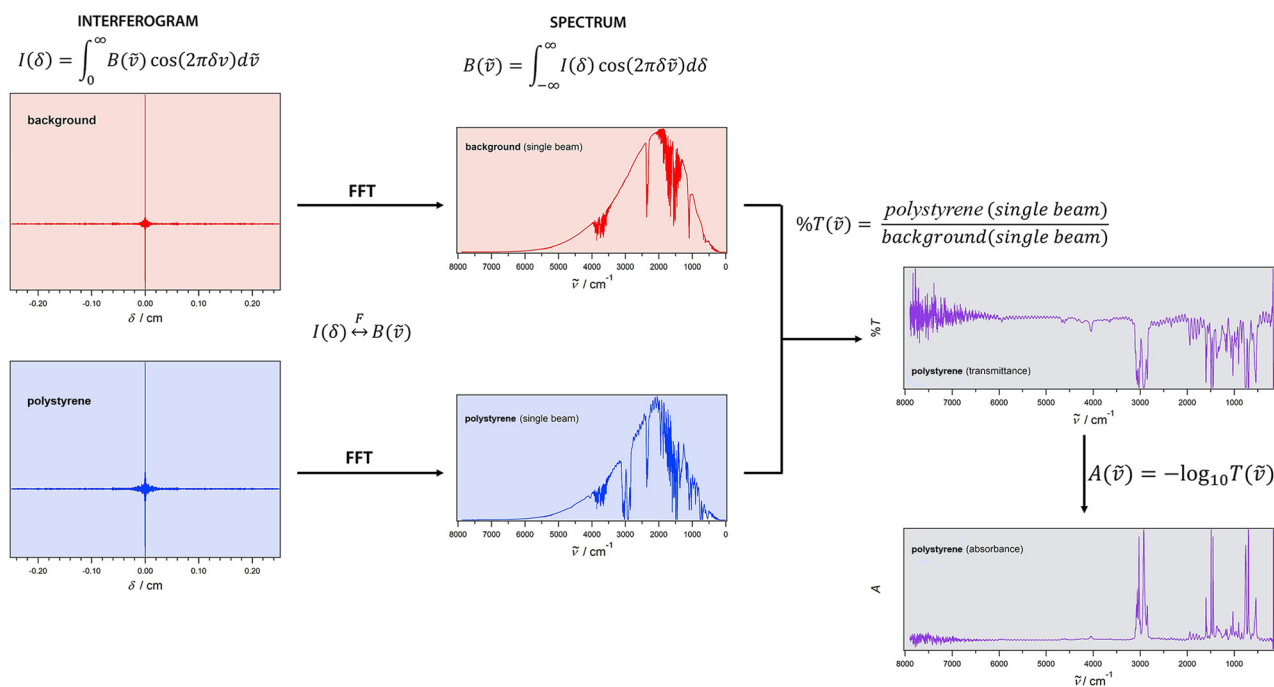 INTERFEROGRAM
I(δ) = ∫₀^∞ B(ṽ) cos(2πδv)dṽ
background
-0.20 -0.10 0.00 0.10 0.20
δ / cm
FFT
SPECTRUM
B(ṽ) = ∫₋∞^∞ I(δ) cos(2πδṽ)dδ
background (single beam)
8000 7000 6000 5000 4000 3000 2000 1000 0
ṽ / cm⁻¹
I(δ) ↔ᶠ B(ṽ)
polystyrene
-0.20 -0.10 0.00 0.10 0.20
δ / cm
FFT
polystyrene (single beam)
8000 7000 6000 5000 4000 3000 2000 1000 0
ṽ / cm⁻¹
%T(ṽ) = polystyrene (single beam) / background(single beam)
%T
polystyrene (transmittance)
8000 7000 6000 5000 4000 3000 2000 1000
ṽ / cm⁻¹
A(ṽ) = −log₁₀T(ṽ)
A
polystyrene (absorbance)
8000 7000 6000 5000 4000 3000 2000 1000
ṽ / cm⁻¹